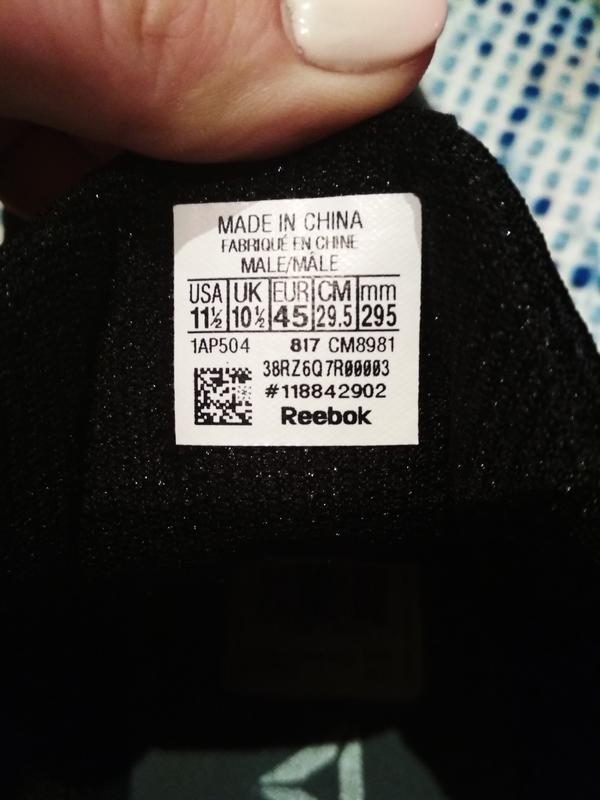 MADE IN CHINA
FABRIQUÉ EN CHINE
MALE/MÂLE
USA UK EUR CM mm
11½ 10½ 45 29.5 295
1AP504 817 CM8981
38RZ6Q7R00003
#118842902
Reebok